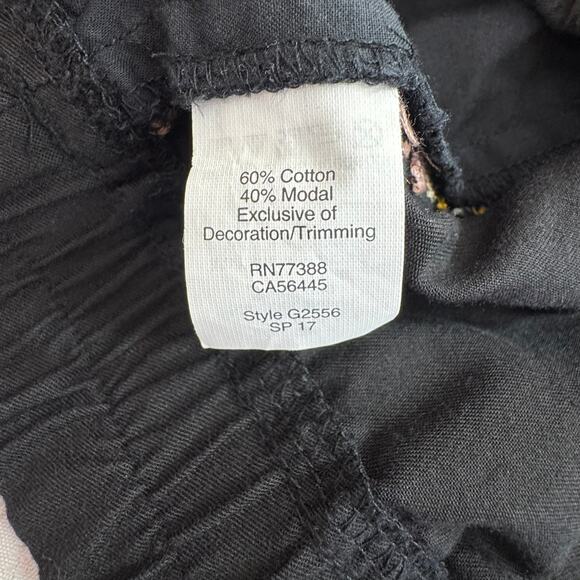 60% Cotton
40% Modal
Exclusive of
Decoration/Trimming
RN77388
CA56445
Style G2556
SP 17